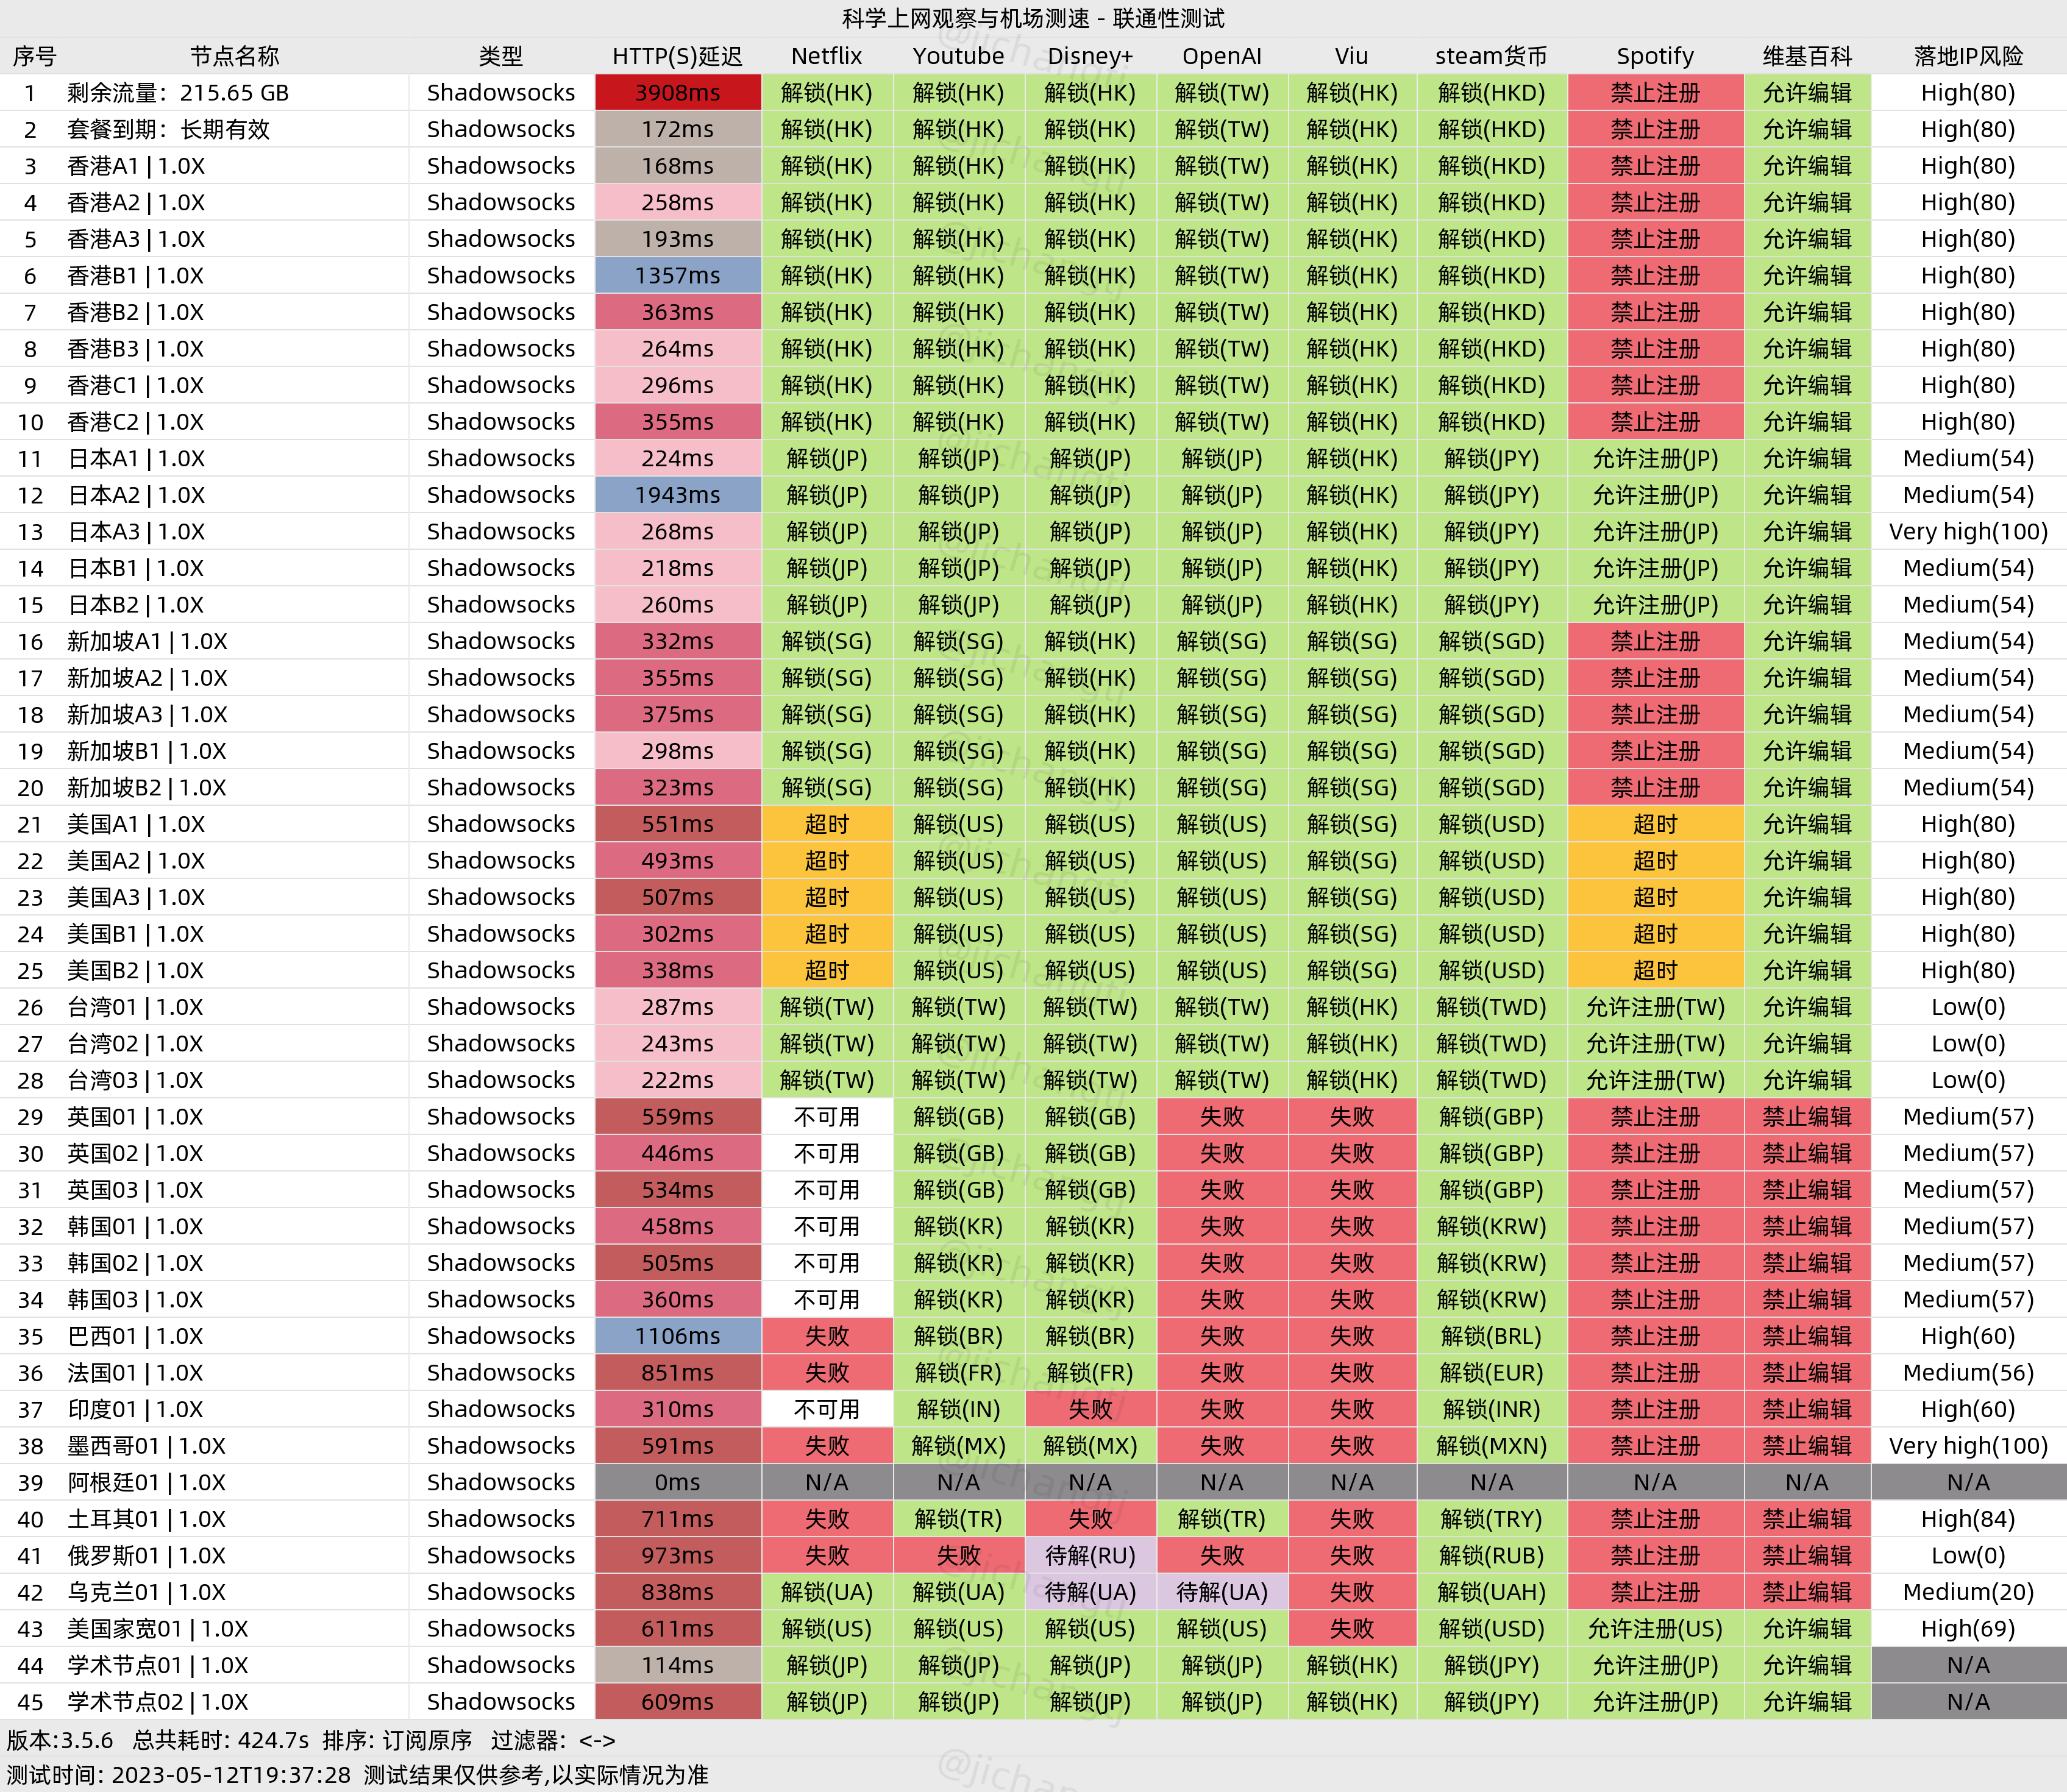 科学上网观察与机场测速 - 联通性测试
序号 节点名称 类型 HTTP(S)延迟 Netflix Youtube Disney+ OpenAI Viu steam货币 Spotify 维基百科 落地IP风险
1 剩余流量：215.65 GB Shadowsocks 3908ms 解锁(HK) 解锁(HK) 解锁(HK) 解锁(TW) 解锁(HK) 解锁(HKD) 禁止注册 允许编辑 High(80)
2 套餐到期：长期有效 Shadowsocks 172ms 解锁(HK) 解锁(HK) 解锁(HK) 解锁(TW) 解锁(HK) 解锁(HKD) 禁止注册 允许编辑 High(80)
3 香港A1 | 1.0X Shadowsocks 168ms 解锁(HK) 解锁(HK) 解锁(HK) 解锁(TW) 解锁(HK) 解锁(HKD) 禁止注册 允许编辑 High(80)
4 香港A2 | 1.0X Shadowsocks 258ms 解锁(HK) 解锁(HK) 解锁(HK) 解锁(TW) 解锁(HK) 解锁(HKD) 禁止注册 允许编辑 High(80)
5 香港A3 | 1.0X Shadowsocks 193ms 解锁(HK) 解锁(HK) 解锁(HK) 解锁(TW) 解锁(HK) 解锁(HKD) 禁止注册 允许编辑 High(80)
6 香港B1 | 1.0X Shadowsocks 1357ms 解锁(HK) 解锁(HK) 解锁(HK) 解锁(TW) 解锁(HK) 解锁(HKD) 禁止注册 允许编辑 High(80)
7 香港B2 | 1.0X Shadowsocks 363ms 解锁(HK) 解锁(HK) 解锁(HK) 解锁(TW) 解锁(HK) 解锁(HKD) 禁止注册 允许编辑 High(80)
8 香港B3 | 1.0X Shadowsocks 264ms 解锁(HK) 解锁(HK) 解锁(HK) 解锁(TW) 解锁(HK) 解锁(HKD) 禁止注册 允许编辑 High(80)
9 香港C1 | 1.0X Shadowsocks 296ms 解锁(HK) 解锁(HK) 解锁(HK) 解锁(TW) 解锁(HK) 解锁(HKD) 禁止注册 允许编辑 High(80)
10 香港C2 | 1.0X Shadowsocks 355ms 解锁(HK) 解锁(HK) 解锁(HK) 解锁(TW) 解锁(HK) 解锁(HKD) 禁止注册 允许编辑 High(80)
11 日本A1 | 1.0X Shadowsocks 224ms 解锁(JP) 解锁(JP) 解锁(JP) 解锁(JP) 解锁(HK) 解锁(JPY) 允许注册(JP) 允许编辑 Medium(54)
12 日本A2 | 1.0X Shadowsocks 1943ms 解锁(JP) 解锁(JP) 解锁(JP) 解锁(JP) 解锁(HK) 解锁(JPY) 允许注册(JP) 允许编辑 Medium(54)
13 日本A3 | 1.0X Shadowsocks 268ms 解锁(JP) 解锁(JP) 解锁(JP) 解锁(JP) 解锁(HK) 解锁(JPY) 允许注册(JP) 允许编辑 Very high(100)
14 日本B1 | 1.0X Shadowsocks 218ms 解锁(JP) 解锁(JP) 解锁(JP) 解锁(JP) 解锁(HK) 解锁(JPY) 允许注册(JP) 允许编辑 Medium(54)
15 日本B2 | 1.0X Shadowsocks 260ms 解锁(JP) 解锁(JP) 解锁(JP) 解锁(JP) 解锁(HK) 解锁(JPY) 允许注册(JP) 允许编辑 Medium(54)
16 新加坡A1 | 1.0X Shadowsocks 332ms 解锁(SG) 解锁(SG) 解锁(HK) 解锁(SG) 解锁(SG) 解锁(SGD) 禁止注册 允许编辑 Medium(54)
17 新加坡A2 | 1.0X Shadowsocks 355ms 解锁(SG) 解锁(SG) 解锁(HK) 解锁(SG) 解锁(SG) 解锁(SGD) 禁止注册 允许编辑 Medium(54)
18 新加坡A3 | 1.0X Shadowsocks 375ms 解锁(SG) 解锁(SG) 解锁(HK) 解锁(SG) 解锁(SG) 解锁(SGD) 禁止注册 允许编辑 Medium(54)
19 新加坡B1 | 1.0X Shadowsocks 298ms 解锁(SG) 解锁(SG) 解锁(HK) 解锁(SG) 解锁(SG) 解锁(SGD) 禁止注册 允许编辑 Medium(54)
20 新加坡B2 | 1.0X Shadowsocks 323ms 解锁(SG) 解锁(SG) 解锁(HK) 解锁(SG) 解锁(SG) 解锁(SGD) 禁止注册 允许编辑 Medium(54)
21 美国A1 | 1.0X Shadowsocks 551ms 超时 解锁(US) 解锁(US) 解锁(US) 解锁(SG) 解锁(USD) 超时 允许编辑 High(80)
22 美国A2 | 1.0X Shadowsocks 493ms 超时 解锁(US) 解锁(US) 解锁(US) 解锁(SG) 解锁(USD) 超时 允许编辑 High(80)
23 美国A3 | 1.0X Shadowsocks 507ms 超时 解锁(US) 解锁(US) 解锁(US) 解锁(SG) 解锁(USD) 超时 允许编辑 High(80)
24 美国B1 | 1.0X Shadowsocks 302ms 超时 解锁(US) 解锁(US) 解锁(US) 解锁(SG) 解锁(USD) 超时 允许编辑 High(80)
25 美国B2 | 1.0X Shadowsocks 338ms 超时 解锁(US) 解锁(US) 解锁(US) 解锁(SG) 解锁(USD) 超时 允许编辑 High(80)
26 台湾01 | 1.0X Shadowsocks 287ms 解锁(TW) 解锁(TW) 解锁(TW) 解锁(TW) 解锁(HK) 解锁(TWD) 允许注册(TW) 允许编辑 Low(0)
27 台湾02 | 1.0X Shadowsocks 243ms 解锁(TW) 解锁(TW) 解锁(TW) 解锁(TW) 解锁(HK) 解锁(TWD) 允许注册(TW) 允许编辑 Low(0)
28 台湾03 | 1.0X Shadowsocks 222ms 解锁(TW) 解锁(TW) 解锁(TW) 解锁(TW) 解锁(HK) 解锁(TWD) 允许注册(TW) 允许编辑 Low(0)
29 英国01 | 1.0X Shadowsocks 559ms 不可用 解锁(GB) 解锁(GB) 失败 失败 解锁(GBP) 禁止注册 禁止编辑 Medium(57)
30 英国02 | 1.0X Shadowsocks 446ms 不可用 解锁(GB) 解锁(GB) 失败 失败 解锁(GBP) 禁止注册 禁止编辑 Medium(57)
31 英国03 | 1.0X Shadowsocks 534ms 不可用 解锁(GB) 解锁(GB) 失败 失败 解锁(GBP) 禁止注册 禁止编辑 Medium(57)
32 韩国01 | 1.0X Shadowsocks 458ms 不可用 解锁(KR) 解锁(KR) 失败 失败 解锁(KRW) 禁止注册 禁止编辑 Medium(57)
33 韩国02 | 1.0X Shadowsocks 505ms 不可用 解锁(KR) 解锁(KR) 失败 失败 解锁(KRW) 禁止注册 禁止编辑 Medium(57)
34 韩国03 | 1.0X Shadowsocks 360ms 不可用 解锁(KR) 解锁(KR) 失败 失败 解锁(KRW) 禁止注册 禁止编辑 Medium(57)
35 巴西01 | 1.0X Shadowsocks 1106ms 失败 解锁(BR) 解锁(BR) 失败 失败 解锁(BRL) 禁止注册 禁止编辑 High(60)
36 法国01 | 1.0X Shadowsocks 851ms 失败 解锁(FR) 解锁(FR) 失败 失败 解锁(EUR) 禁止注册 禁止编辑 Medium(56)
37 印度01 | 1.0X Shadowsocks 310ms 不可用 解锁(IN) 失败 失败 失败 解锁(INR) 禁止注册 禁止编辑 High(60)
38 墨西哥01 | 1.0X Shadowsocks 591ms 失败 解锁(MX) 解锁(MX) 失败 失败 解锁(MXN) 禁止注册 禁止编辑 Very high(100)
39 阿根廷01 | 1.0X Shadowsocks 0ms N/A N/A N/A N/A N/A N/A N/A N/A N/A
40 土耳其01 | 1.0X Shadowsocks 711ms 失败 解锁(TR) 失败 解锁(TR) 失败 解锁(TRY) 禁止注册 禁止编辑 High(84)
41 俄罗斯01 | 1.0X Shadowsocks 973ms 失败 失败 待解(RU) 失败 失败 解锁(RUB) 禁止注册 禁止编辑 Low(0)
42 乌克兰01 | 1.0X Shadowsocks 838ms 解锁(UA) 解锁(UA) 待解(UA) 待解(UA) 失败 解锁(UAH) 禁止注册 禁止编辑 Medium(20)
43 美国家宽01 | 1.0X Shadowsocks 611ms 解锁(US) 解锁(US) 解锁(US) 解锁(US) 失败 解锁(USD) 允许注册(US) 允许编辑 High(69)
44 学术节点01 | 1.0X Shadowsocks 114ms 解锁(JP) 解锁(JP) 解锁(JP) 解锁(JP) 解锁(HK) 解锁(JPY) 允许注册(JP) 允许编辑 N/A
45 学术节点02 | 1.0X Shadowsocks 609ms 解锁(JP) 解锁(JP) 解锁(JP) 解锁(JP) 解锁(HK) 解锁(JPY) 允许注册(JP) 允许编辑 N/A
版本:3.5.6 总共耗时: 424.7s 排序: 订阅原序 过滤器: <->
测试时间: 2023-05-12T19:37:28 测试结果仅供参考,以实际情况为准
@jichangtj